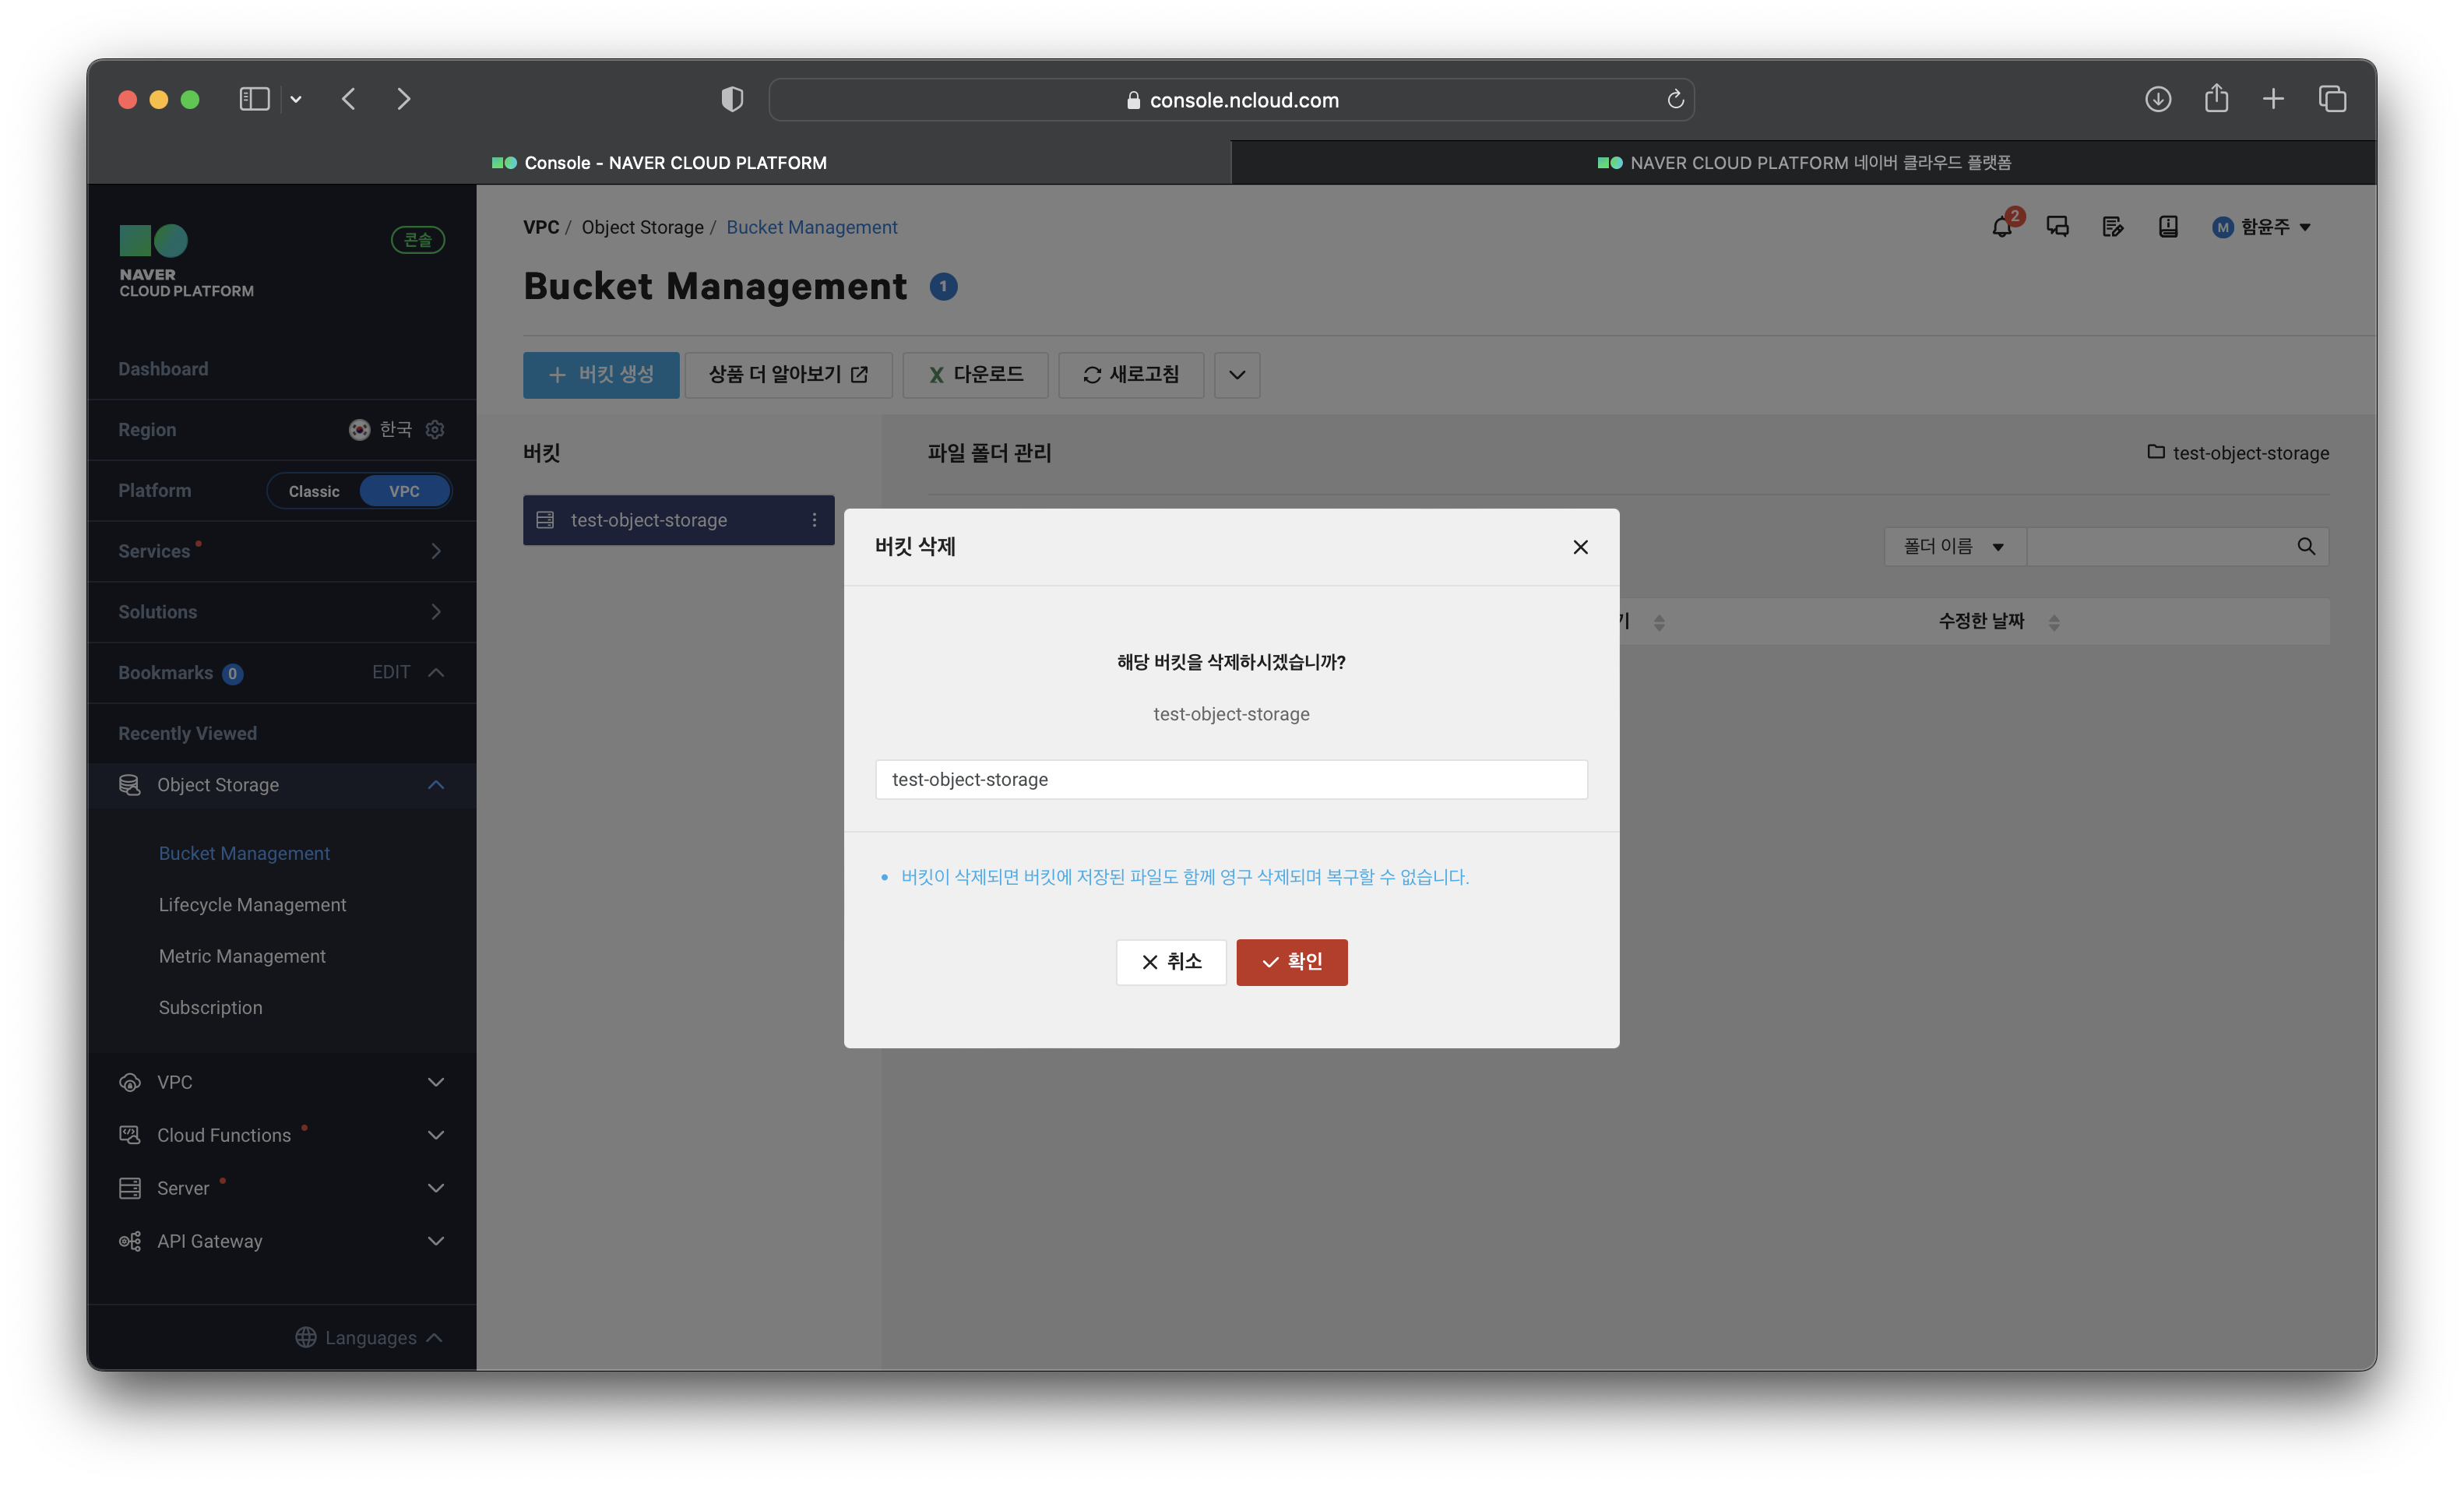 console.ncloud.com
Console - NAVER CLOUD PLATFORM
NAVER CLOUD PLATFORM 네이버 클라우드 플랫폼
NAVER
CLOUD PLATFORM
콘솔
Dashboard
Region 한국
Platform Classic VPC
Services
Solutions
Bookmarks 0 EDIT
Recently Viewed
Object Storage
Bucket Management
Lifecycle Management
Metric Management
Subscription
VPC
Cloud Functions
Server
API Gateway
Languages
VPC / Object Storage / Bucket Management
2
M 함윤주
Bucket Management 1
버킷 생성
상품 더 알아보기
X 다운로드
새로고침
버킷
test-object-storage
파일 폴더 관리
test-object-storage
폴더 이름
기
수정한 날짜
버킷 삭제
해당 버킷을 삭제하시겠습니까?
test-object-storage
test-object-storage
버킷이 삭제되면 버킷에 저장된 파일도 함께 영구 삭제되며 복구할 수 없습니다.
취소
확인